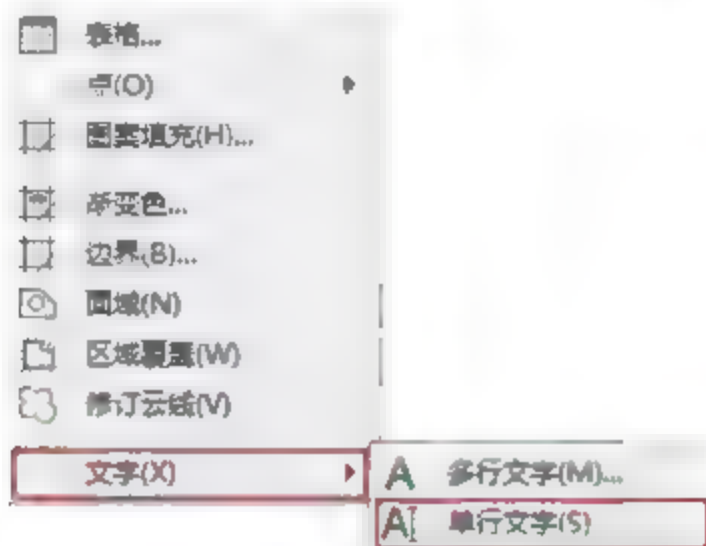 表格...
点(O)
图案填充(H)...
渐变色...
边界(B)...
面域(N)
区域覆盖(W)
修订云线(V)
文字(X)
多行文字(M)...
单行文字(S)